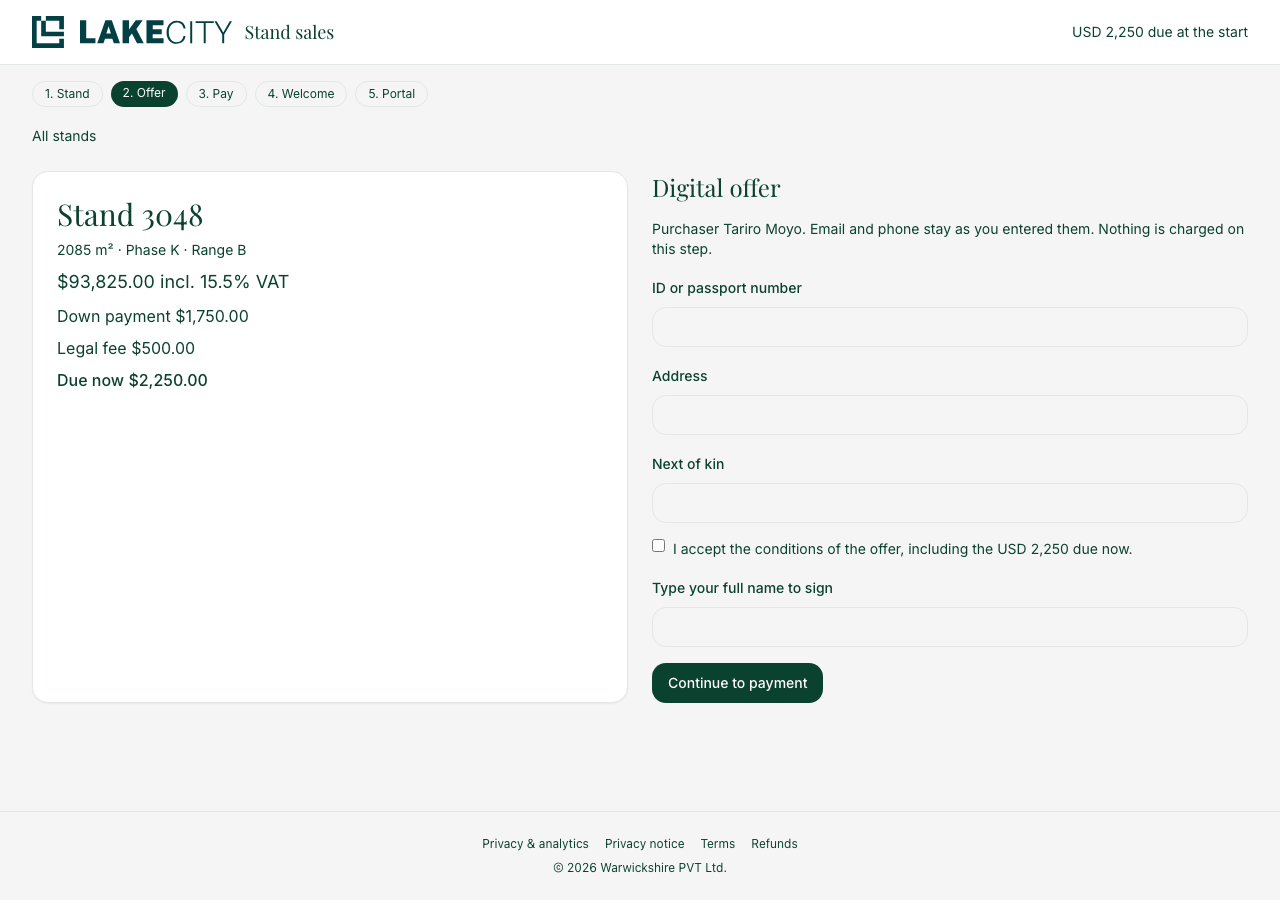 LAKECITY Stand sales
USD 2,250 due at the start
1. Stand
2. Offer
3. Pay
4. Welcome
5. Portal
All stands
Stand 3048
2085 m² · Phase K · Range B
$93,825.00 incl. 15.5% VAT
Down payment $1,750.00
Legal fee $500.00
Due now $2,250.00
Digital offer
Purchaser Tariro Moyo. Email and phone stay as you entered them. Nothing is charged on
this step.
ID or passport number
Address
Next of kin
I accept the conditions of the offer, including the USD 2,250 due now.
Type your full name to sign
Continue to payment
Privacy & analytics Privacy notice Terms Refunds
© 2026 Warwickshire PVT Ltd.